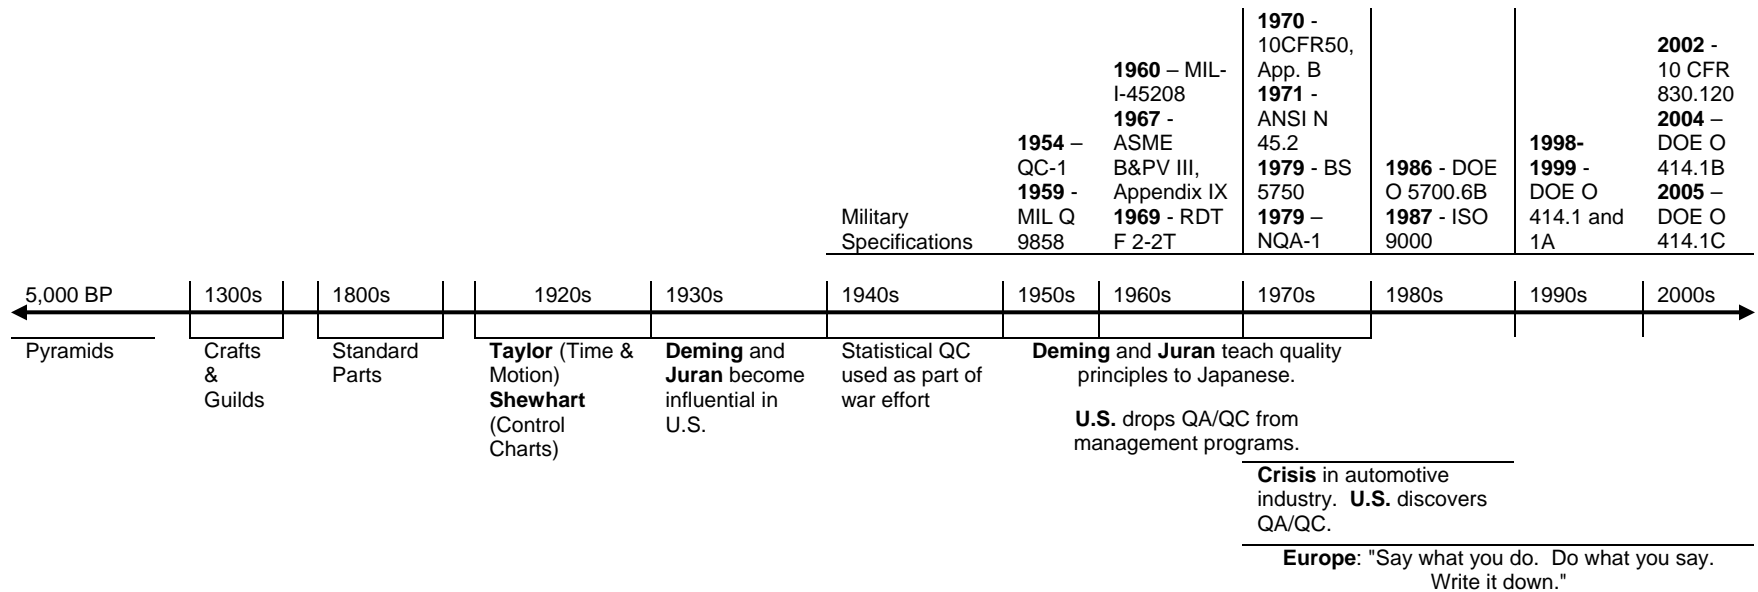 Military
Specifications
1954 –
QC-1
1959 -
MIL Q
9858
1960 – MIL-
I-45208
1967 -
ASME
B&PV III,
Appendix IX
1969 - RDT
F 2-2T
1970 -
10CFR50,
App. B
1971 -
ANSI N
45.2
1979 - BS
5750
1979 –
NQA-1
1986 - DOE
O 5700.6B
1987 - ISO
9000
1998-
1999 -
DOE O
414.1 and
1A
2002 -
10 CFR
830.120
2004 –
DOE O
414.1B
2005 –
DOE O
414.1C
5,000 BP
1300s
1800s
1920s
1930s
1940s
1950s
1960s
1970s
1980s
1990s
2000s
Pyramids
Crafts
&
Guilds
Standard
Parts
Taylor (Time &
Motion)
Shewhart
(Control
Charts)
Deming and
Juran become
influential in
U.S.
Statistical QC
used as part of
war effort
Deming and Juran teach quality
principles to Japanese.
U.S. drops QA/QC from
management programs.
Crisis in automotive
industry.  U.S. discovers
QA/QC.
Europe: "Say what you do.  Do what you say.
Write it down."